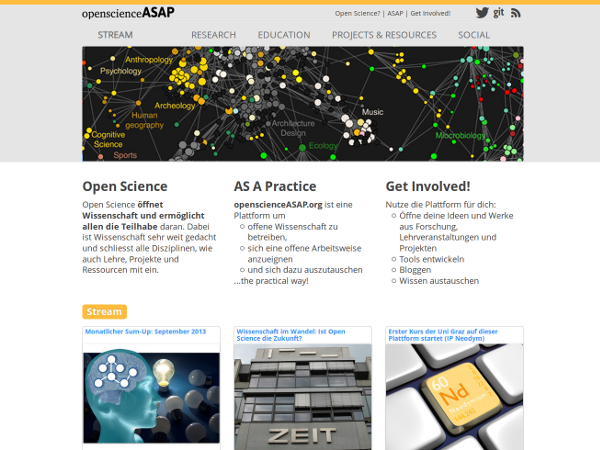 openscienceASAP
Open Science? | ASAP | Get Involved!
git
STREAM RESEARCH EDUCATION PROJECTS & RESOURCES SOCIAL
Anthropology
Psychology
Archeology
Human
geography
Music
Architecture
Design
Cognitive
Science
Microbiology
Ecology
Sports
Open Science
Open Science öffnet
Wissenschaft und ermöglicht
allen die Teilhabe daran. Dabei
ist Wissenschaft sehr weit gedacht
und schliesst alle Disziplinen, wie
auch Lehre, Projekte und
Ressourcen mit ein.
AS A Practice
openscienceASAP.org ist eine
Plattform um
offene Wissenschaft zu
betreiben,
sich eine offene Arbeitsweise
anzueignen
und sich dazu auszutauschen
...the practical way!
Get Involved!
Nutze die Plattform für dich:
Öffne deine Ideen und Werke
aus Forschung,
Lehrveranstaltungen und
Projekten
Tools entwickeln
Bloggen
Wissen austauschen
Stream
Monatlicher Sum-Up: September 2013
Wissenschaft im Wandel: Ist Open
Science die Zukunft?
ZEIT
Erster Kurs der Uni Graz auf dieser
Plattform startet (IP Neodym)
60
Nd
Neodymium